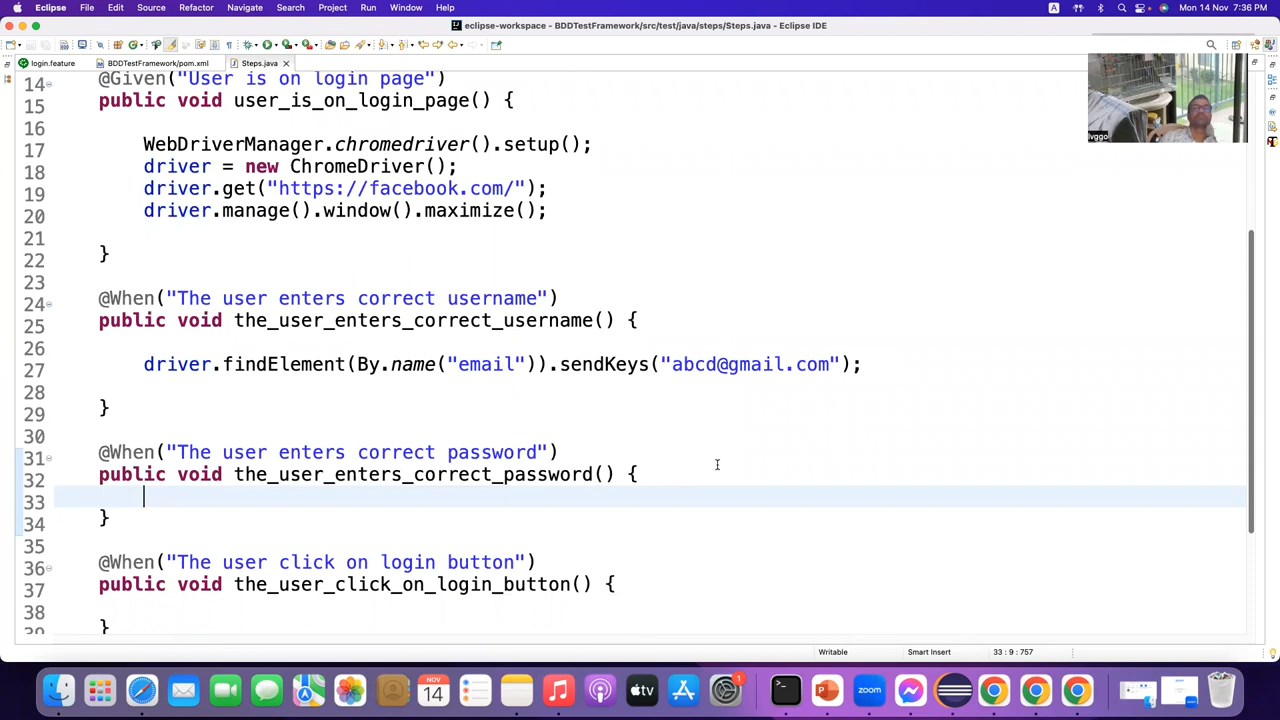 Eclipse File Edit Source Refactor Navigate Search Project Run Window Help
A Mon 14 Nov 7:36 PM
eclipse-workspace - BDDTestFramework/src/test/java/steps/Steps.java - Eclipse IDE
login.feature BDDTestFramework/pom.xml Steps.java
14 @Given("User is on login page")
15 public void user_is_on_login_page() {
16
17 WebDriverManager.chromedriver().setup();
18 driver = new ChromeDriver();
19 driver.get("https://facebook.com/");
20 driver.manage().window().maximize();
21
22 }
23
24 @When("The user enters correct username")
25 public void the_user_enters_correct_username() {
26
27 driver.findElement(By.name("email")).sendKeys("abcd@gmail.com");
28
29 }
30
31 @When("The user enters correct password")
32 public void the_user_enters_correct_password() {
33
34 }
35
36 @When("The user click on login button")
37 public void the_user_click_on_login_button() {
38
39 }
Writable Smart Insert 33 : 9 : 757
NOV
14
tv
1
zoom